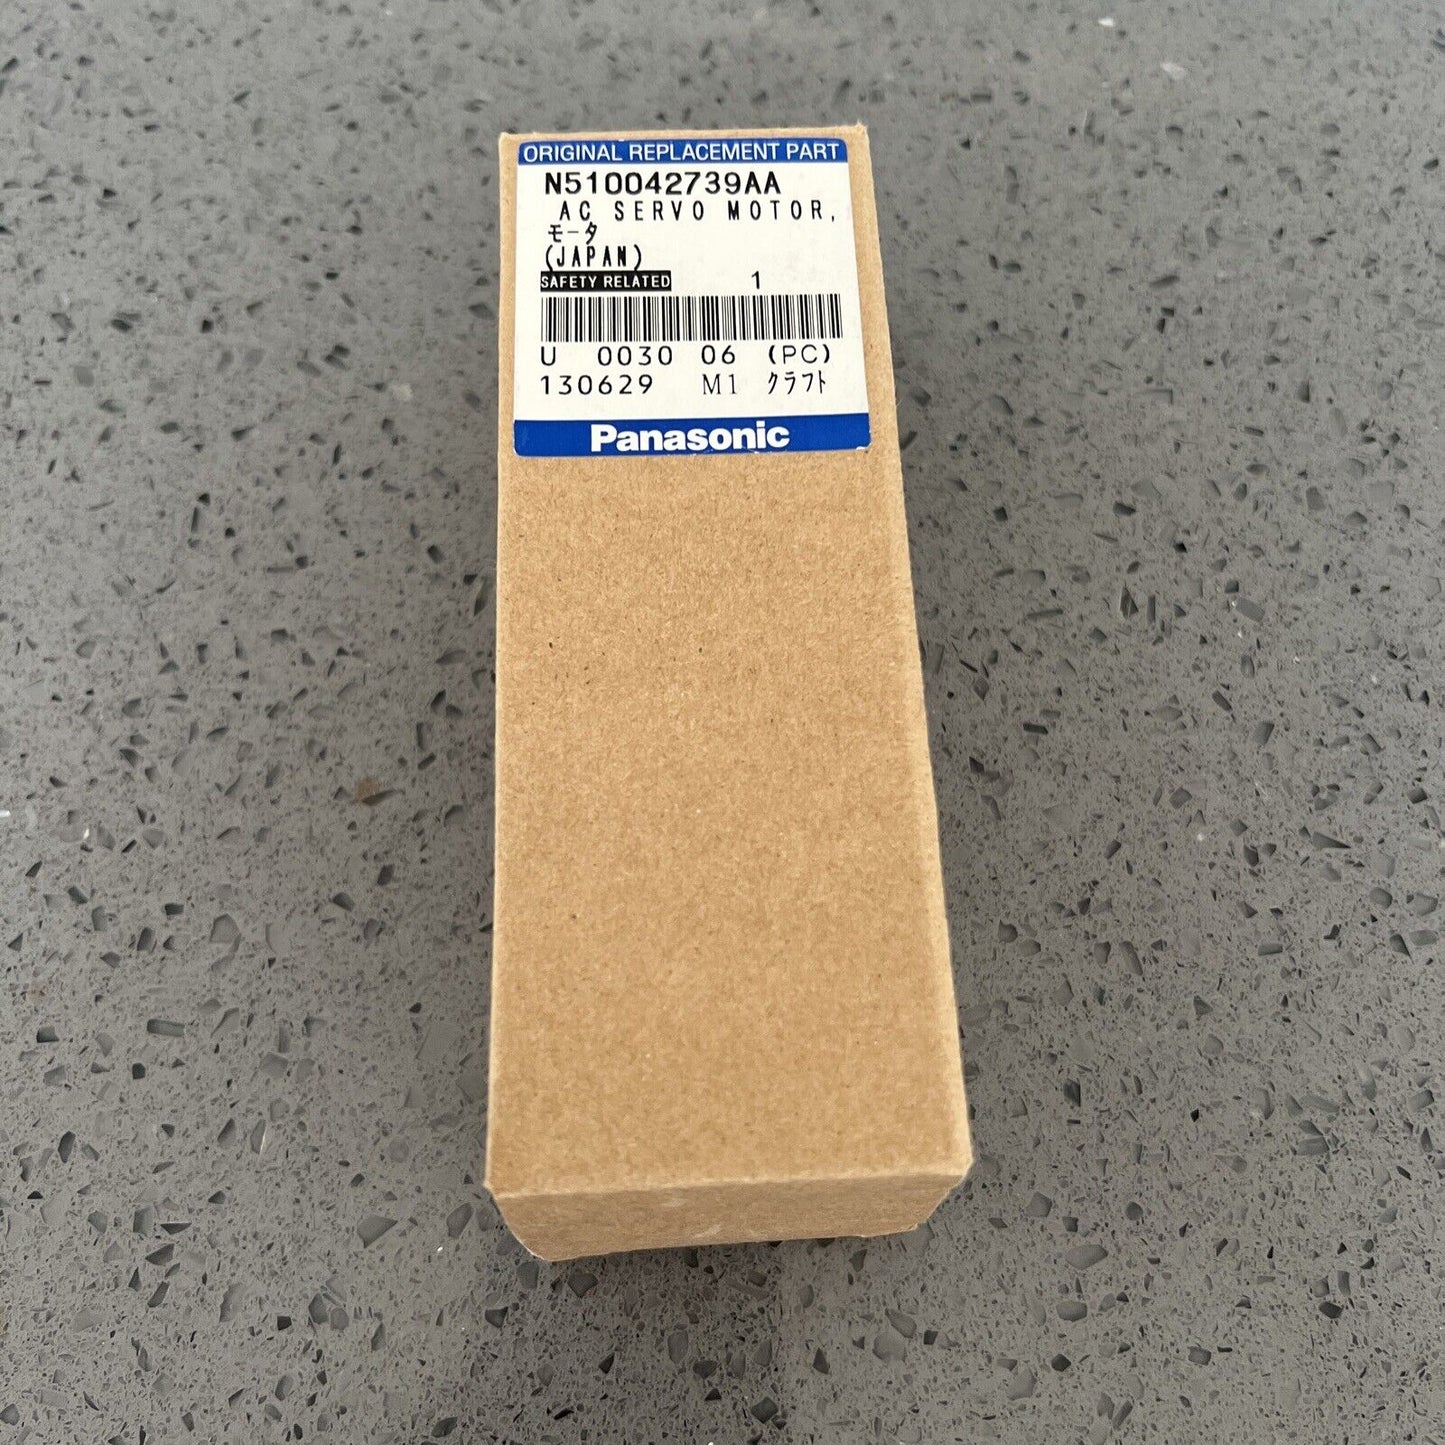 ORIGINAL REPLACEMENT PART
N510042739AA
AC SERVO MOTOR,
モータ
(JAPAN)
SAFETY RELATED 1
U 0030 06 (PC)
130629 M1 クラフト
Panasonic